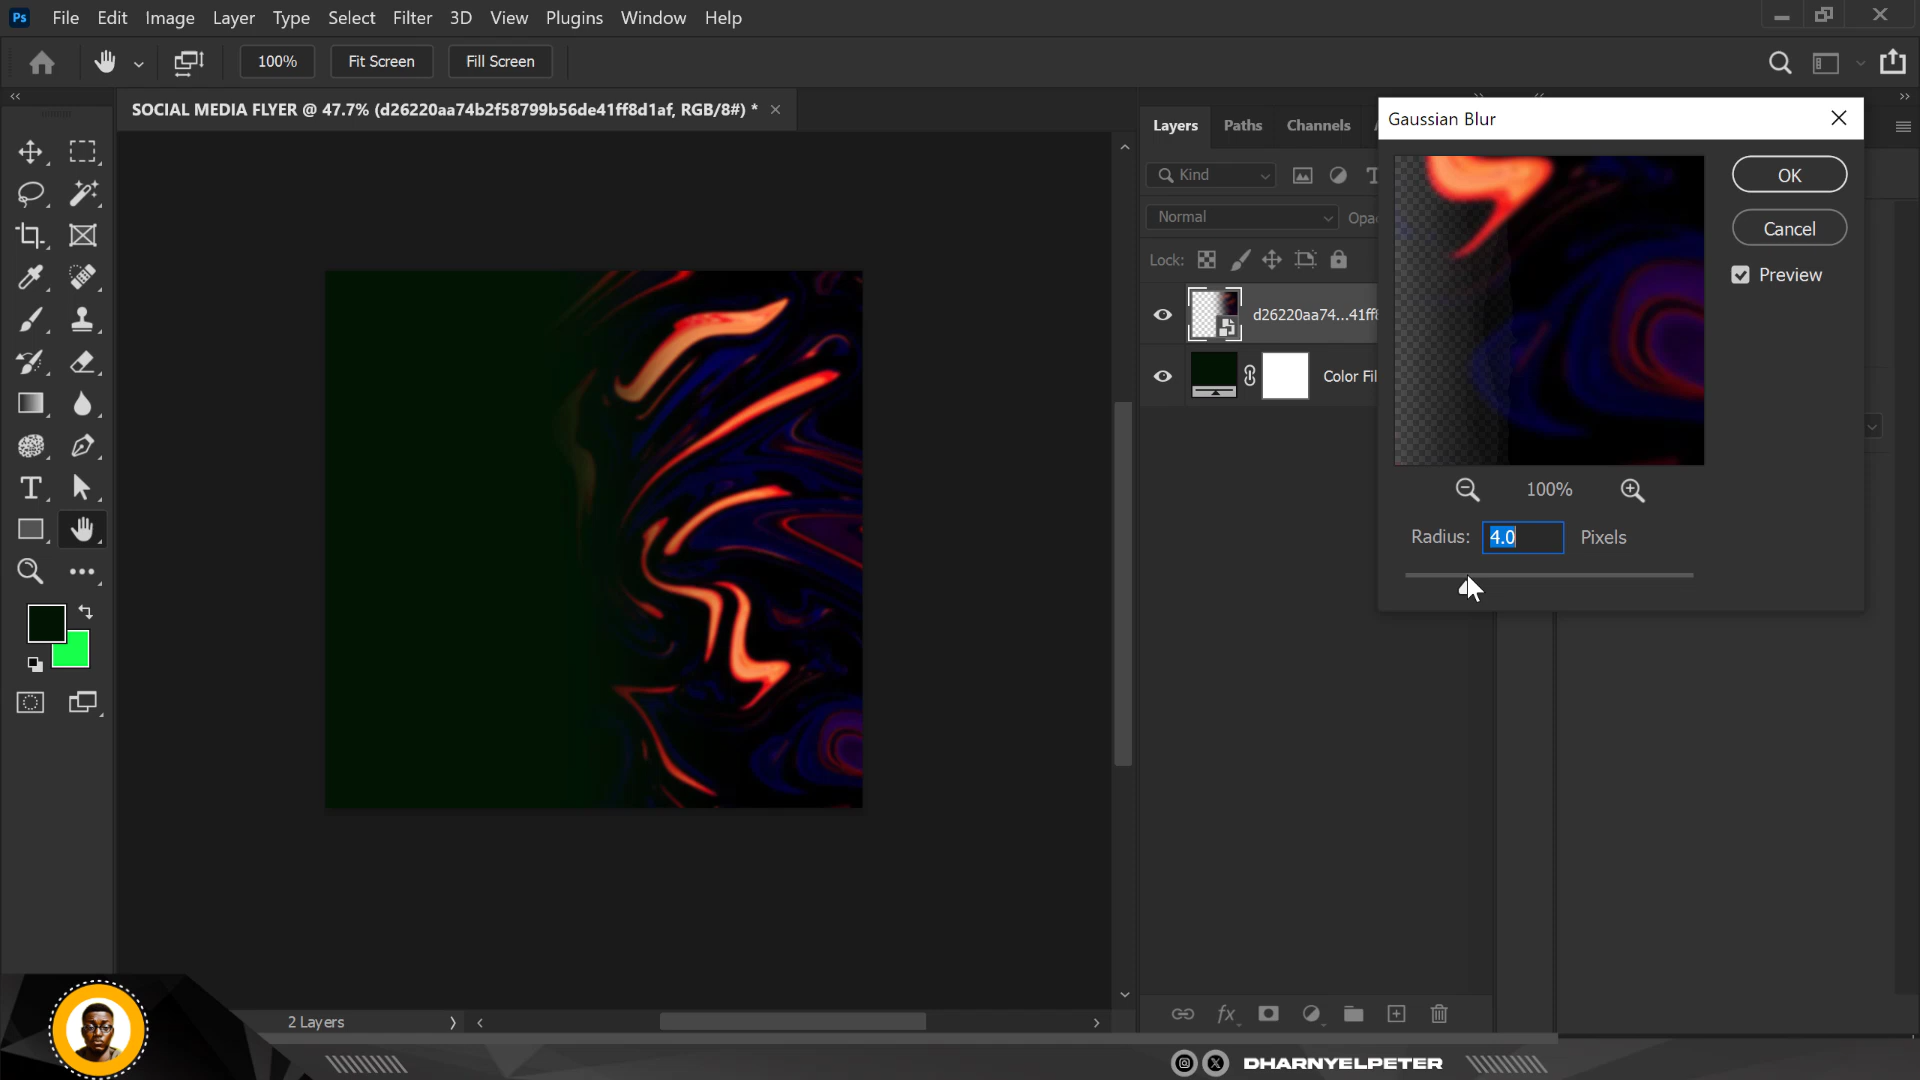 Ps File Edit Image Layer Type Select Filter 3D View Plugins Window Help
100% Fit Screen Fill Screen
SOCIAL MEDIA FLYER @ 47.7% (d26220aa74b2f58799b56de41ff8d1af, RGB/8#) *
Layers Paths Channels
Gaussian Blur
Kind
OK
Normal
Cancel
Lock:
Preview
d26220aa74...41ff8
Color Fil
100%
Radius: 4.0 Pixels
2 Layers
DHARNYELPETER